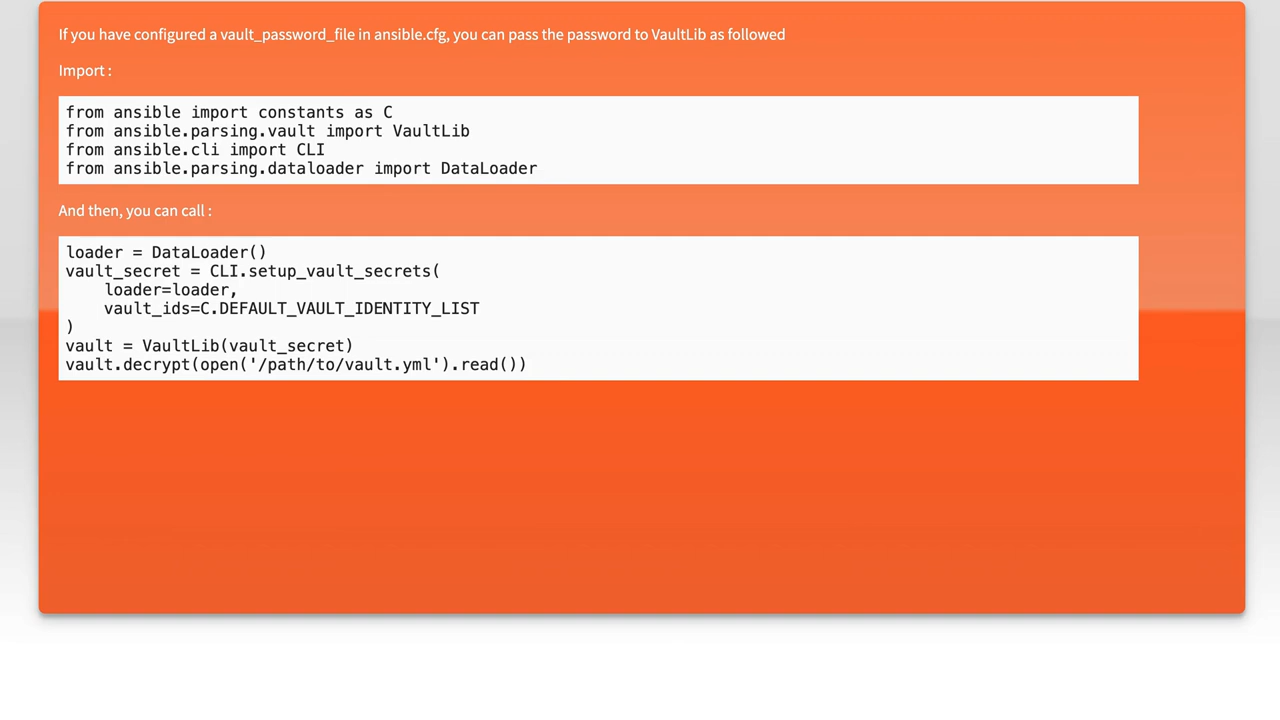 If you have configured a vault_password_file in ansible.cfg, you can pass the password to VaultLib as followed
Import :
from ansible import constants as C
from ansible.parsing.vault import VaultLib
from ansible.cli import CLI
from ansible.parsing.dataloader import DataLoader
And then, you can call :
loader = DataLoader()
vault_secret = CLI.setup_vault_secrets(
    loader=loader,
    vault_ids=C.DEFAULT_VAULT_IDENTITY_LIST
)
vault = VaultLib(vault_secret)
vault.decrypt(open('/path/to/vault.yml').read())